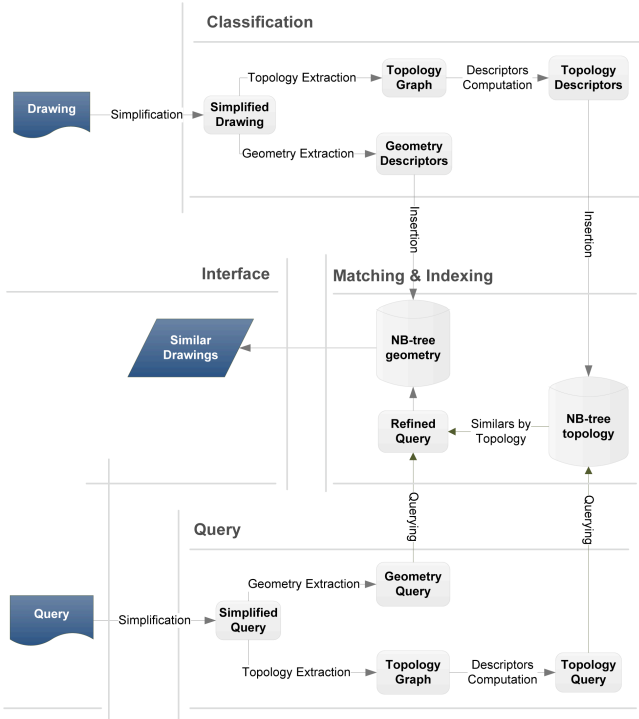 Classification
Drawing
Simplification
Simplified
Drawing
Topology Extraction
Topology
Graph
Descriptors
Computation
Topology
Descriptors
Geometry Extraction
Geometry
Descriptors
Insertion
Insertion
Interface
Matching & Indexing
Similar
Drawings
NB-tree
geometry
Refined
Query
Similars by
Topology
NB-tree
topology
Querying
Querying
Query
Query
Simplification
Simplified
Query
Geometry Extraction
Geometry
Query
Topology Extraction
Topology
Graph
Descriptors
Computation
Topology
Query